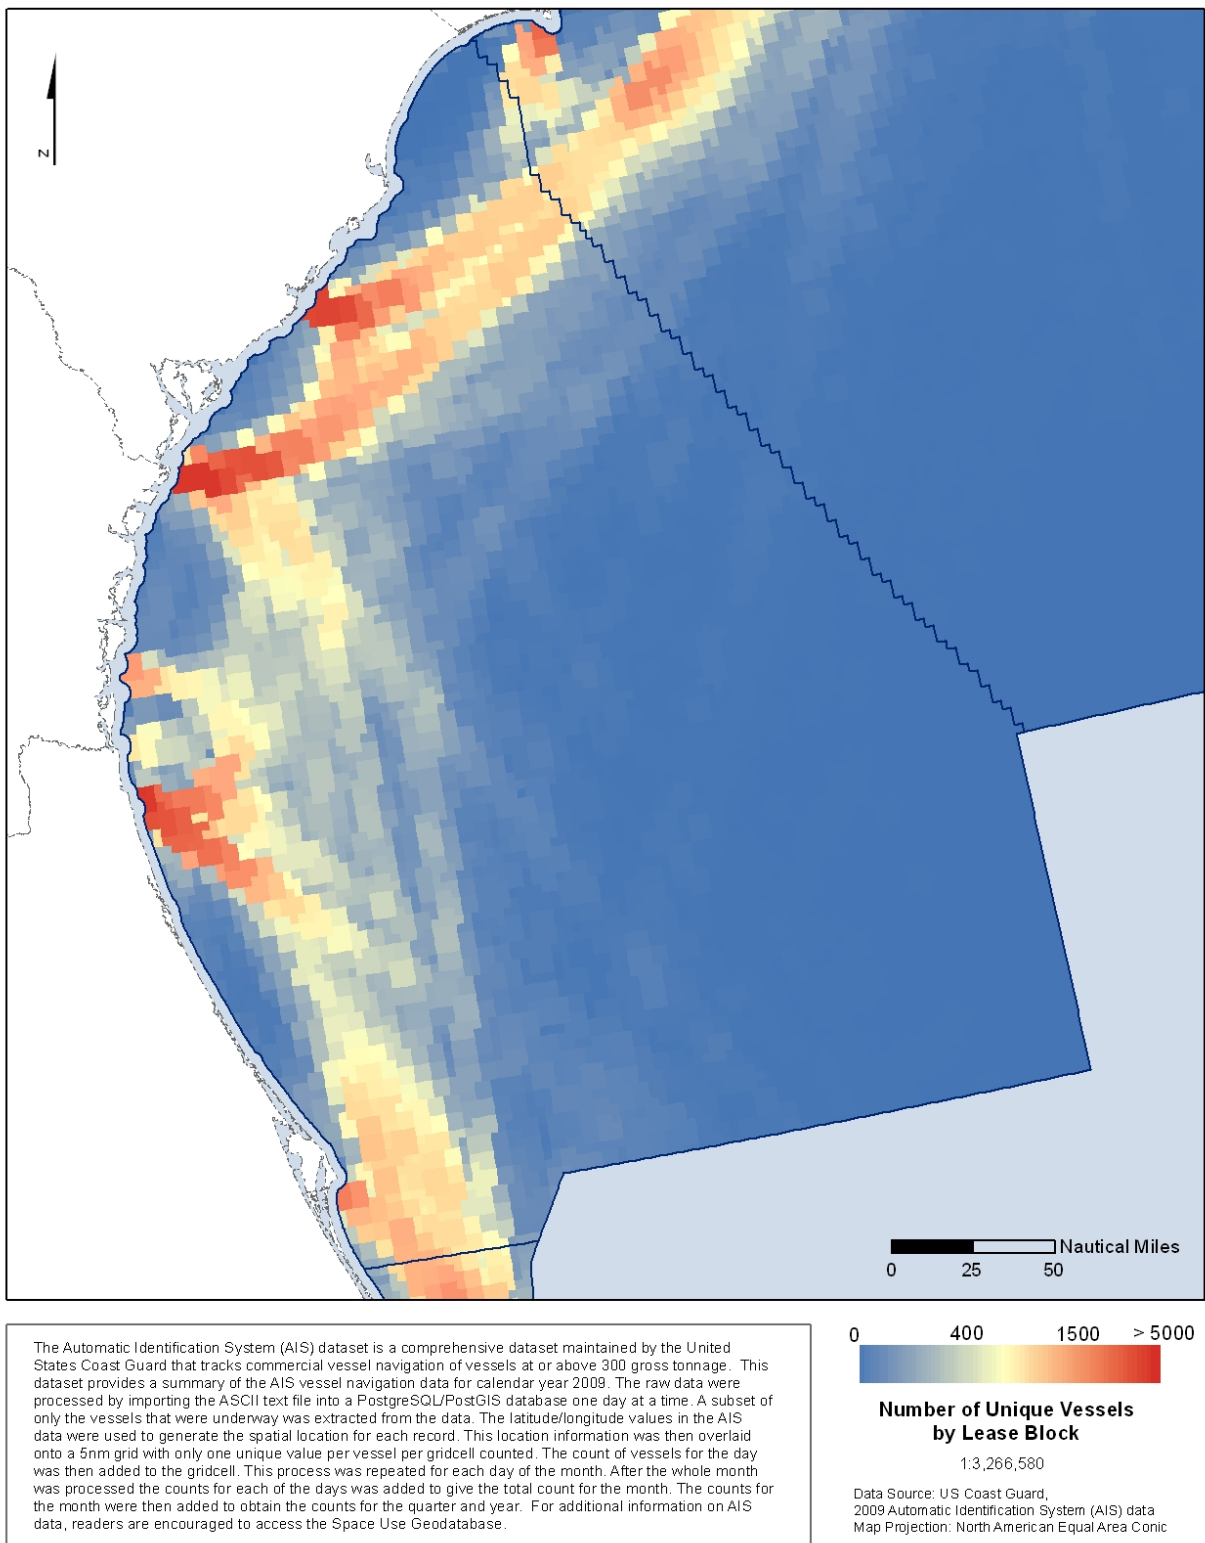 N
Nautical Miles
0 25 50
The Automatic Identification System (AIS) dataset is a comprehensive dataset maintained by the United
States Coast Guard that tracks commercial vessel navigation of vessels at or above 300 gross tonnage. This
dataset provides a summary of the AIS vessel navigation data for calendar year 2009. The raw data were
processed by importing the ASCII text file into a PostgreSQL/PostGIS database one day at a time. A subset of
only the vessels that were underway was extracted from the data. The latitude/longitude values in the AIS
data were used to generate the spatial location for each record. This location information was then overlaid
onto a 5nm grid with only one unique value per vessel per gridcell counted. The count of vessels for the day
was then added to the gridcell. This process was repeated for each day of the month. After the whole month
was processed the counts for each of the days was added to give the total count for the month. The counts for
the month were then added to obtain the counts for the quarter and year. For additional information on AIS
data, readers are encouraged to access the Space Use Geodatabase.
0 400 1500 > 5000
Number of Unique Vessels
by Lease Block
1:3,266,580
Data Source: US Coast Guard,
2009 Automatic Identification System (AIS) data
Map Projection: North American Equal Area Conic